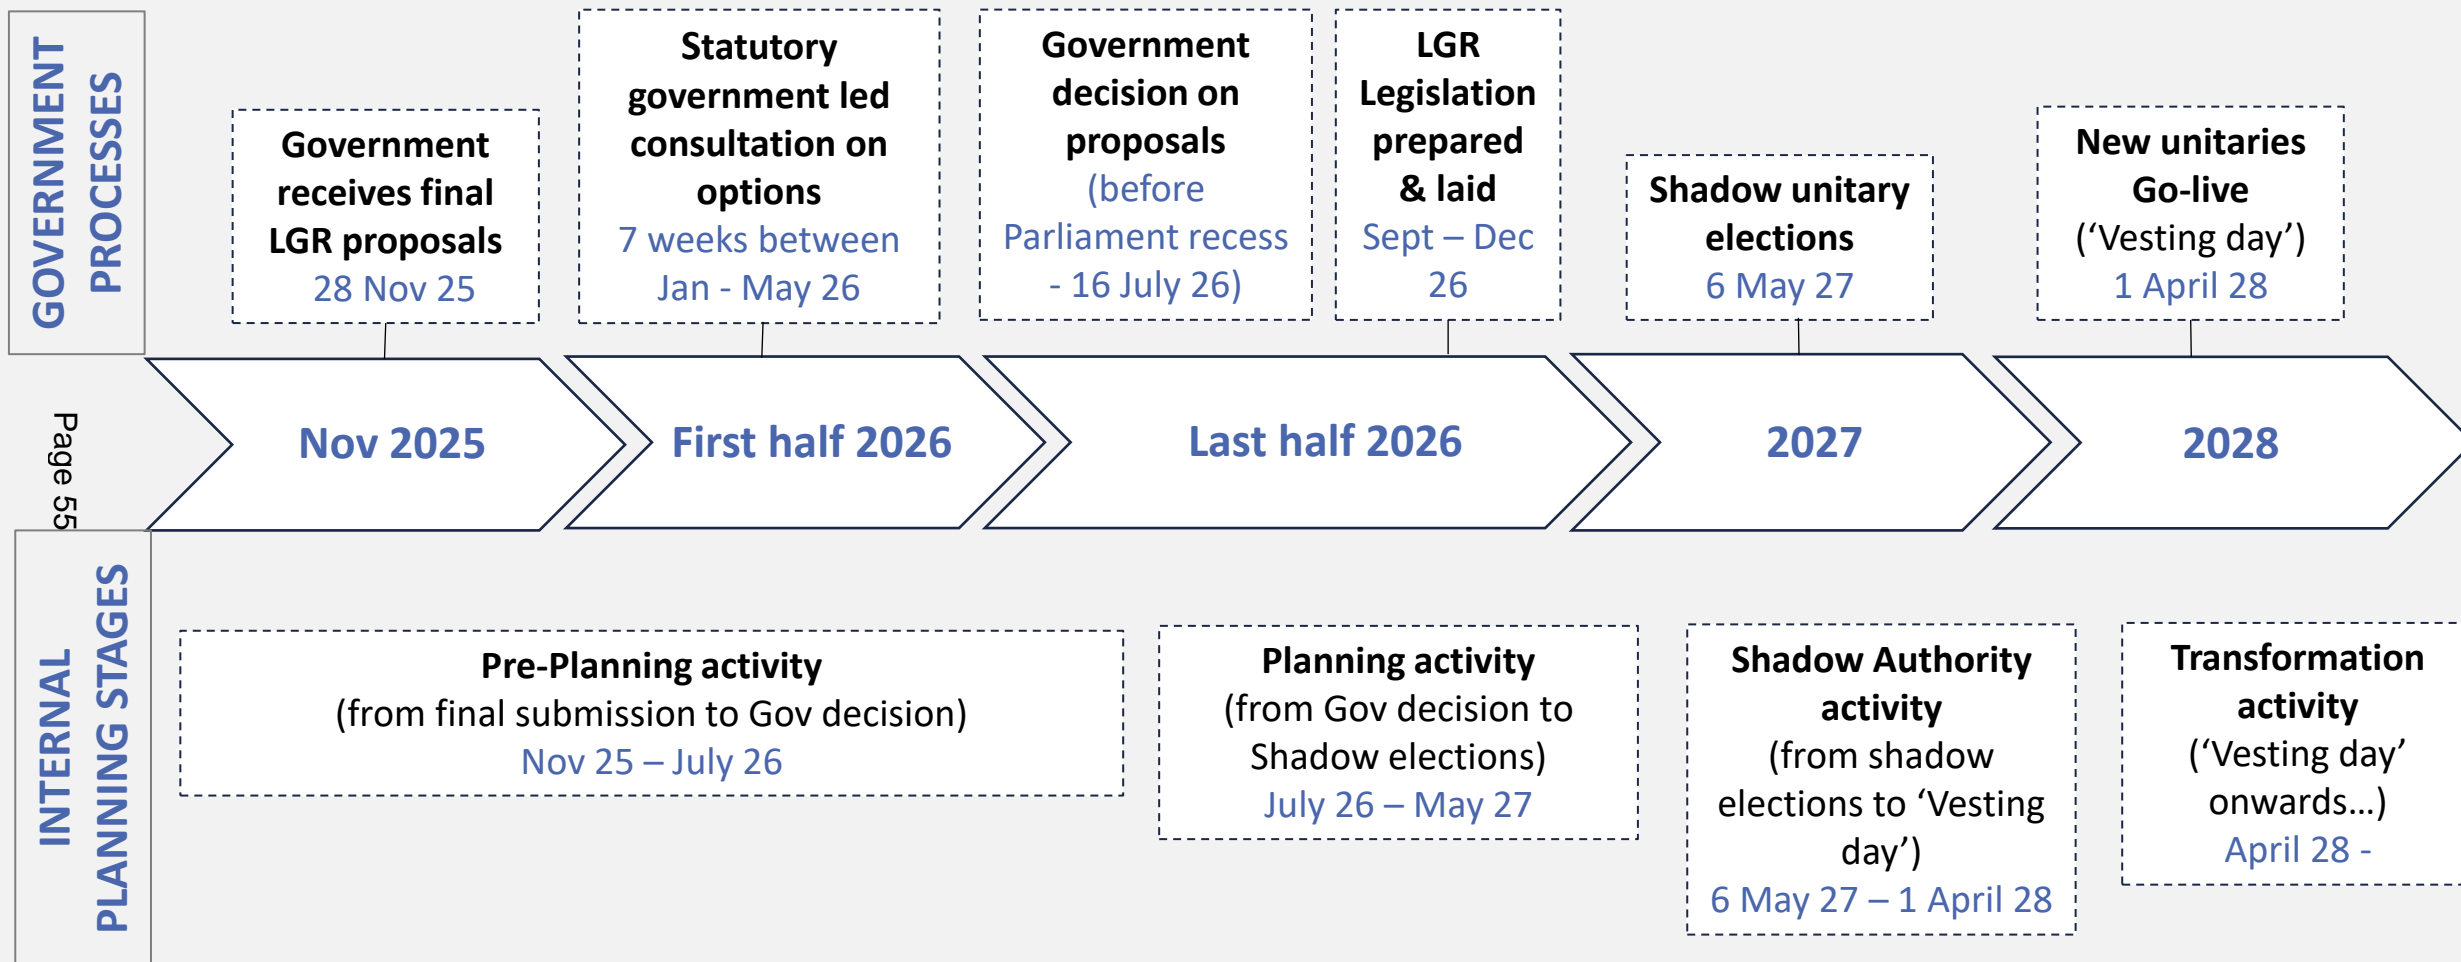 GOVERNMENT
PROCESSES
Government
receives final
LGR proposals
28 Nov 25
Statutory
government led
consultation on
options
7 weeks between
Jan - May 26
Government
decision on
proposals
(before
Parliament recess
- 16 July 26)
LGR
Legislation
prepared
& laid
Sept – Dec
26
Shadow unitary
elections
6 May 27
New unitaries
Go-live
(‘Vesting day’)
1 April 28
Nov 2025
First half 2026
Last half 2026
2027
2028
Page 55
INTERNAL
PLANNING STAGES
Pre-Planning activity
(from final submission to Gov decision)
Nov 25 – July 26
Planning activity
(from Gov decision to
Shadow elections)
July 26 – May 27
Shadow Authority
activity
(from shadow
elections to ‘Vesting
day’)
6 May 27 – 1 April 28
Transformation
activity
(‘Vesting day’
onwards…)
April 28 -